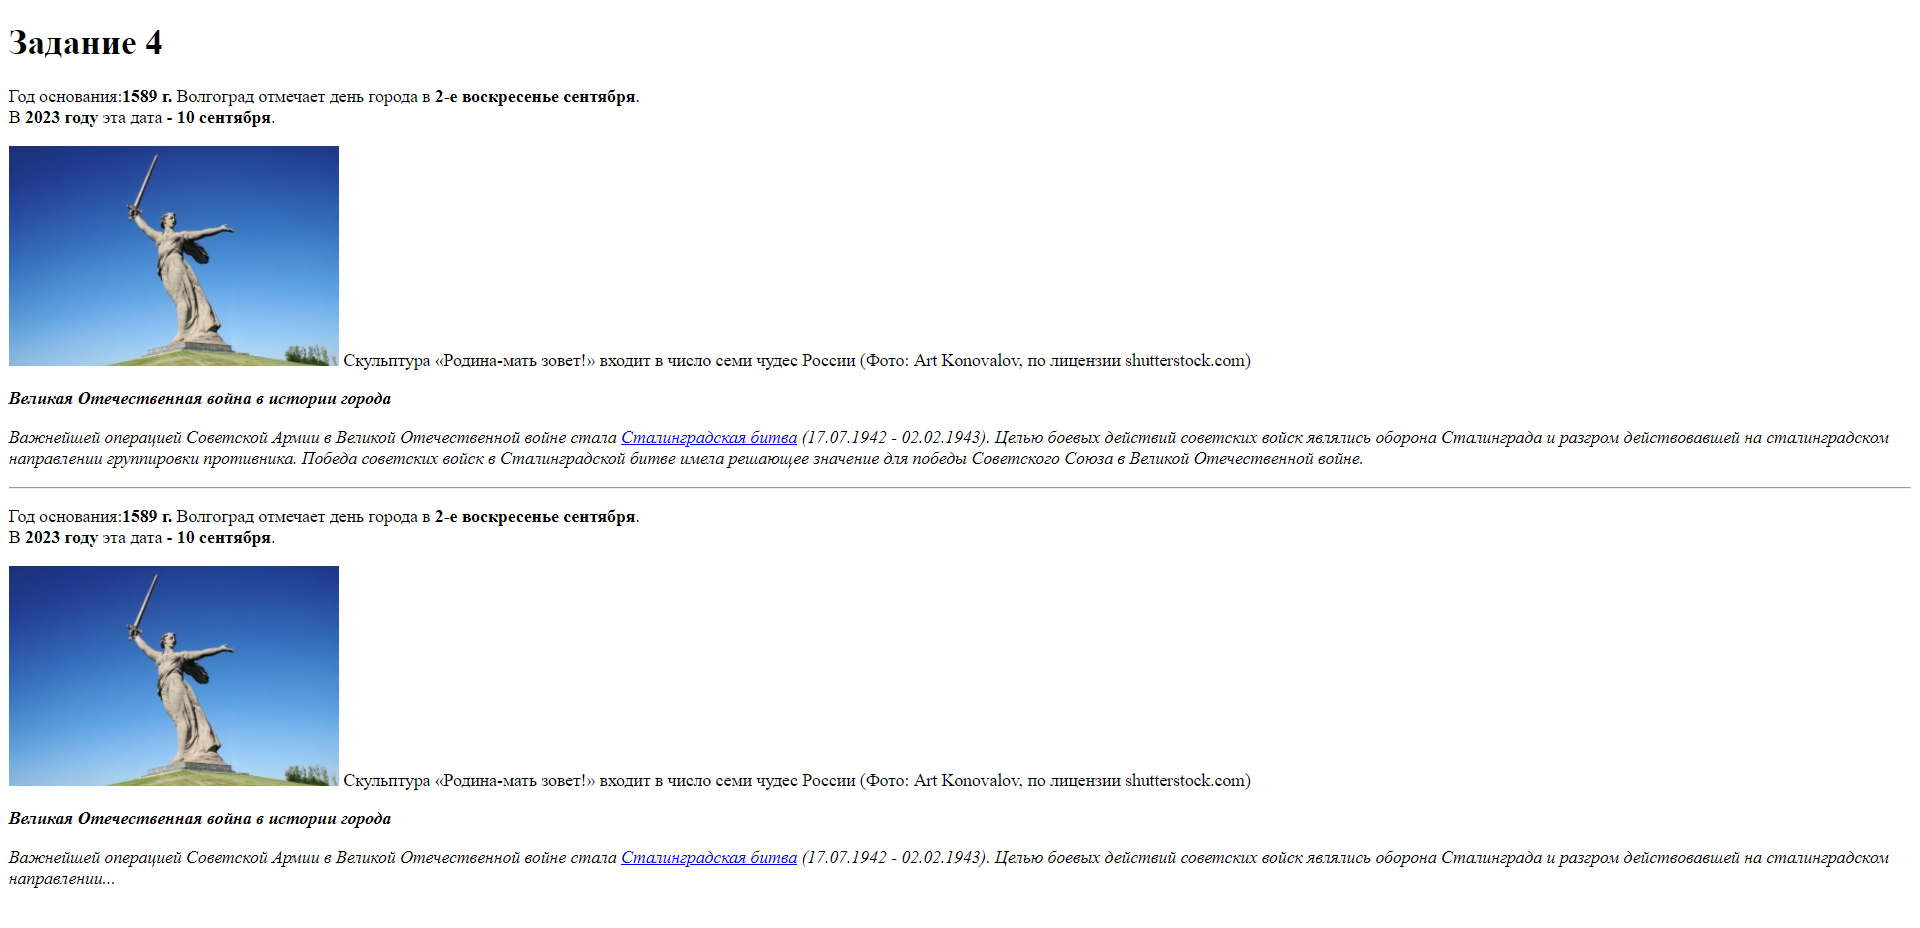 Задание 4
Год основания:1589 г. Волгоград отмечает день города в 2-е воскресенье сентября.
В 2023 году эта дата - 10 сентября.
Скульптура «Родина-мать зовет!» входит в число семи чудес России (Фото: Art Konovalov, по лицензии shutterstock.com)
Великая Отечественная война в истории города
Важнейшей операцией Советской Армии в Великой Отечественной войне стала Сталинградская битва (17.07.1942 - 02.02.1943). Целью боевых действий советских войск являлись оборона Сталинграда и разгром действовавшей на сталинградском
направлении группировки противника. Победа советских войск в Сталинградской битве имела решающее значение для победы Советского Союза в Великой Отечественной войне.
Год основания:1589 г. Волгоград отмечает день города в 2-е воскресенье сентября.
В 2023 году эта дата - 10 сентября.
Скульптура «Родина-мать зовет!» входит в число семи чудес России (Фото: Art Konovalov, по лицензии shutterstock.com)
Великая Отечественная война в истории города
Важнейшей операцией Советской Армии в Великой Отечественной войне стала Сталинградская битва (17.07.1942 - 02.02.1943). Целью боевых действий советских войск являлись оборона Сталинграда и разгром действовавшей на сталинградском
направлении...